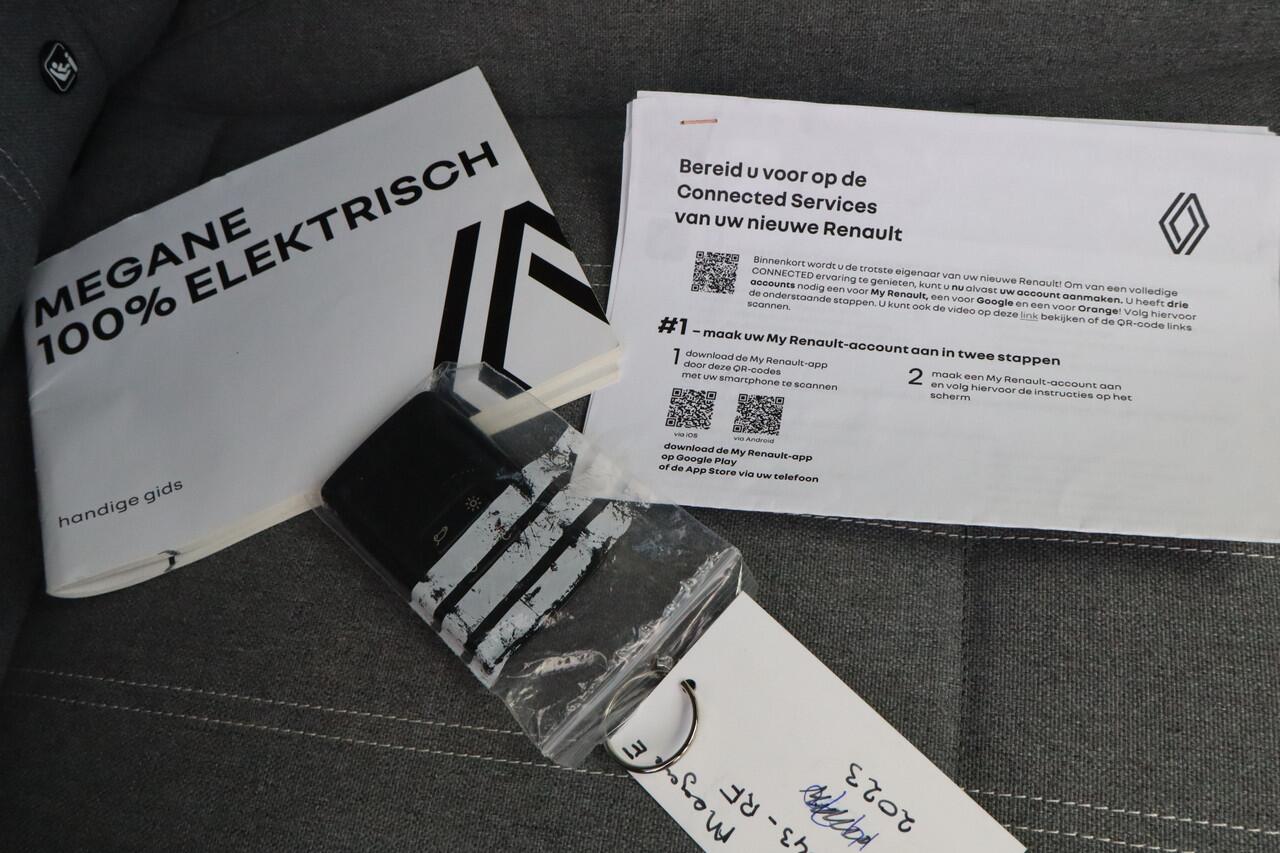 MEGANE
100% ELEKTRISCH
handige gids
Bereid u voor op de
Connected Services
van uw nieuwe Renault
Binnenkort wordt u de trotste eigenaar van uw nieuwe Renault! Om van een volledige
CONNECTED ervaring te genieten, kunt u nu alvast uw account aanmaken. U heeft drie
accounts nodig een voor My Renault, een voor Google en een voor Orange! Volg hiervoor
de onderstaande stappen. U kunt ook de video op deze link bekijken of de QR-code links
scannen.
#1 – maak uw My Renault-account aan in twee stappen
1 download de My Renault-app
door deze QR-codes
met uw smartphone te scannen
via iOS
via Android
download de My Renault-app
op Google Play
of de App Store via uw telefoon
2 maak een My Renault-account aan
en volg hiervoor de instructies op het
scherm
Megane E
43-RF
2023